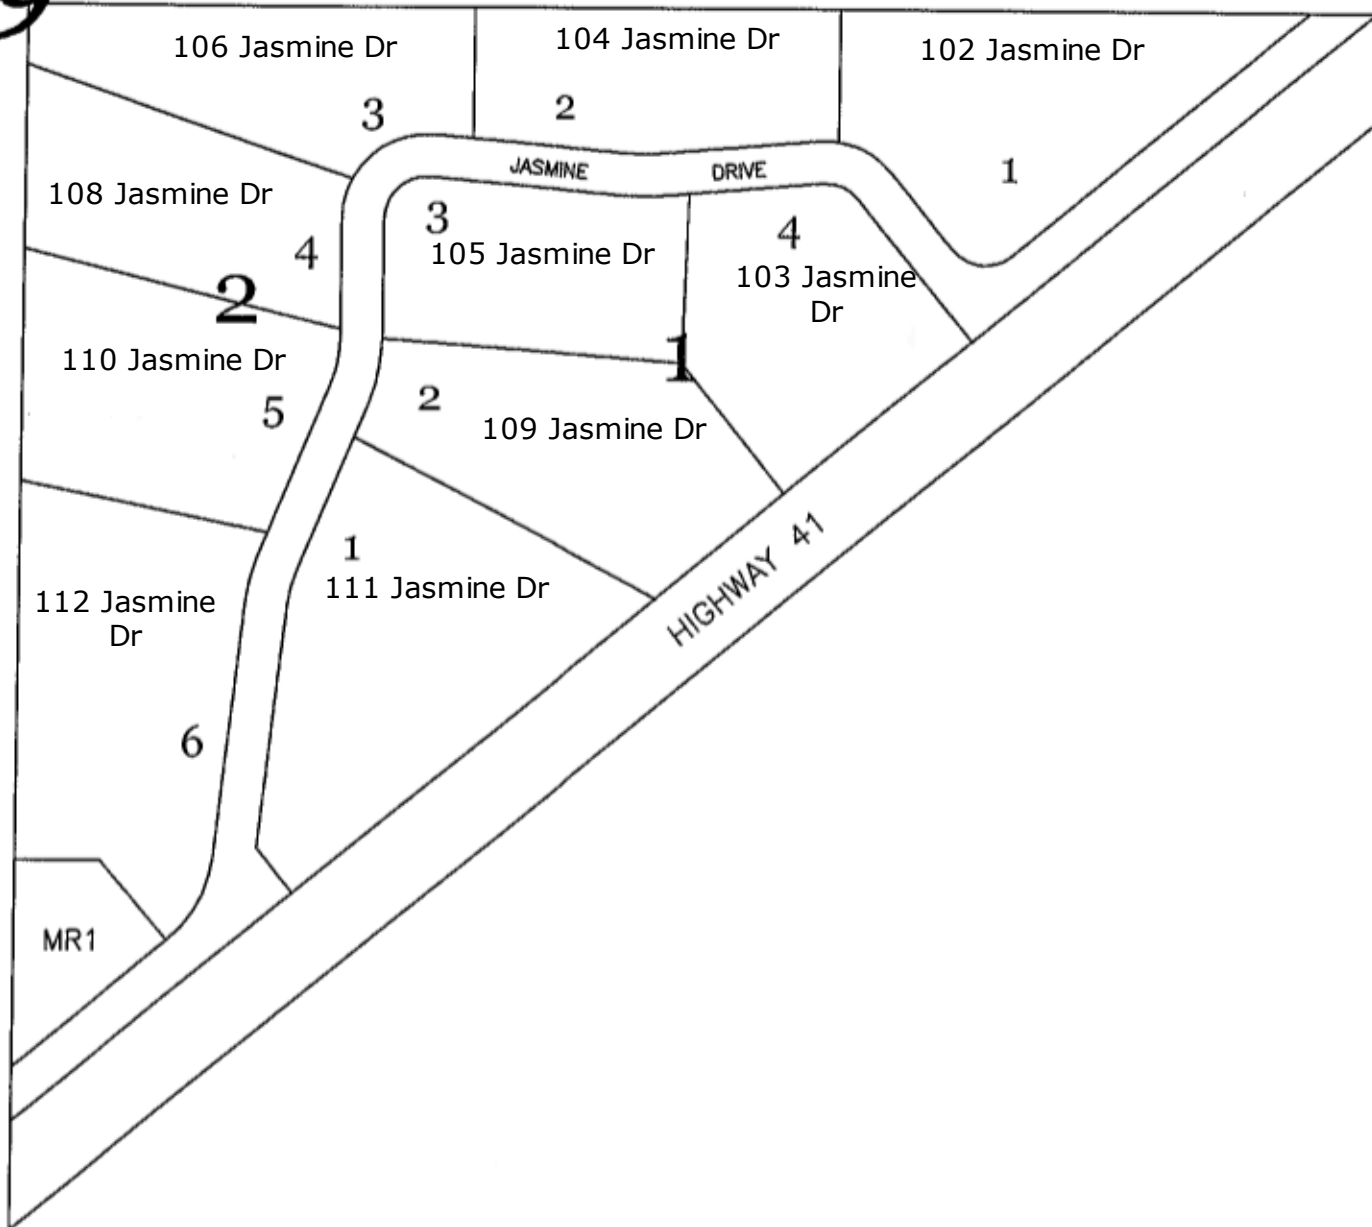 106 Jasmine Dr
104 Jasmine Dr
102 Jasmine Dr
3
2
1
JASMINE DRIVE
108 Jasmine Dr
4
3
105 Jasmine Dr
4
103 Jasmine
Dr
2
110 Jasmine Dr
5
1
2
109 Jasmine Dr
HIGHWAY 41
1
111 Jasmine Dr
112 Jasmine
Dr
6
MR1